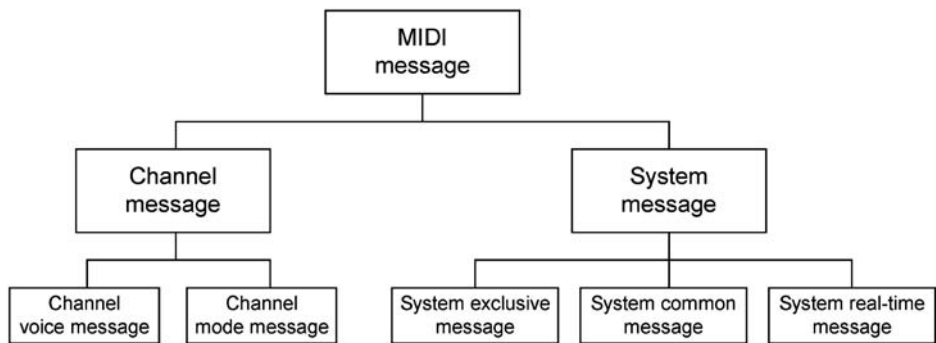 MIDI
message
Channel
message
System
message
Channel
voice message
Channel
mode message
System exclusive
message
System common
message
System real-time
message